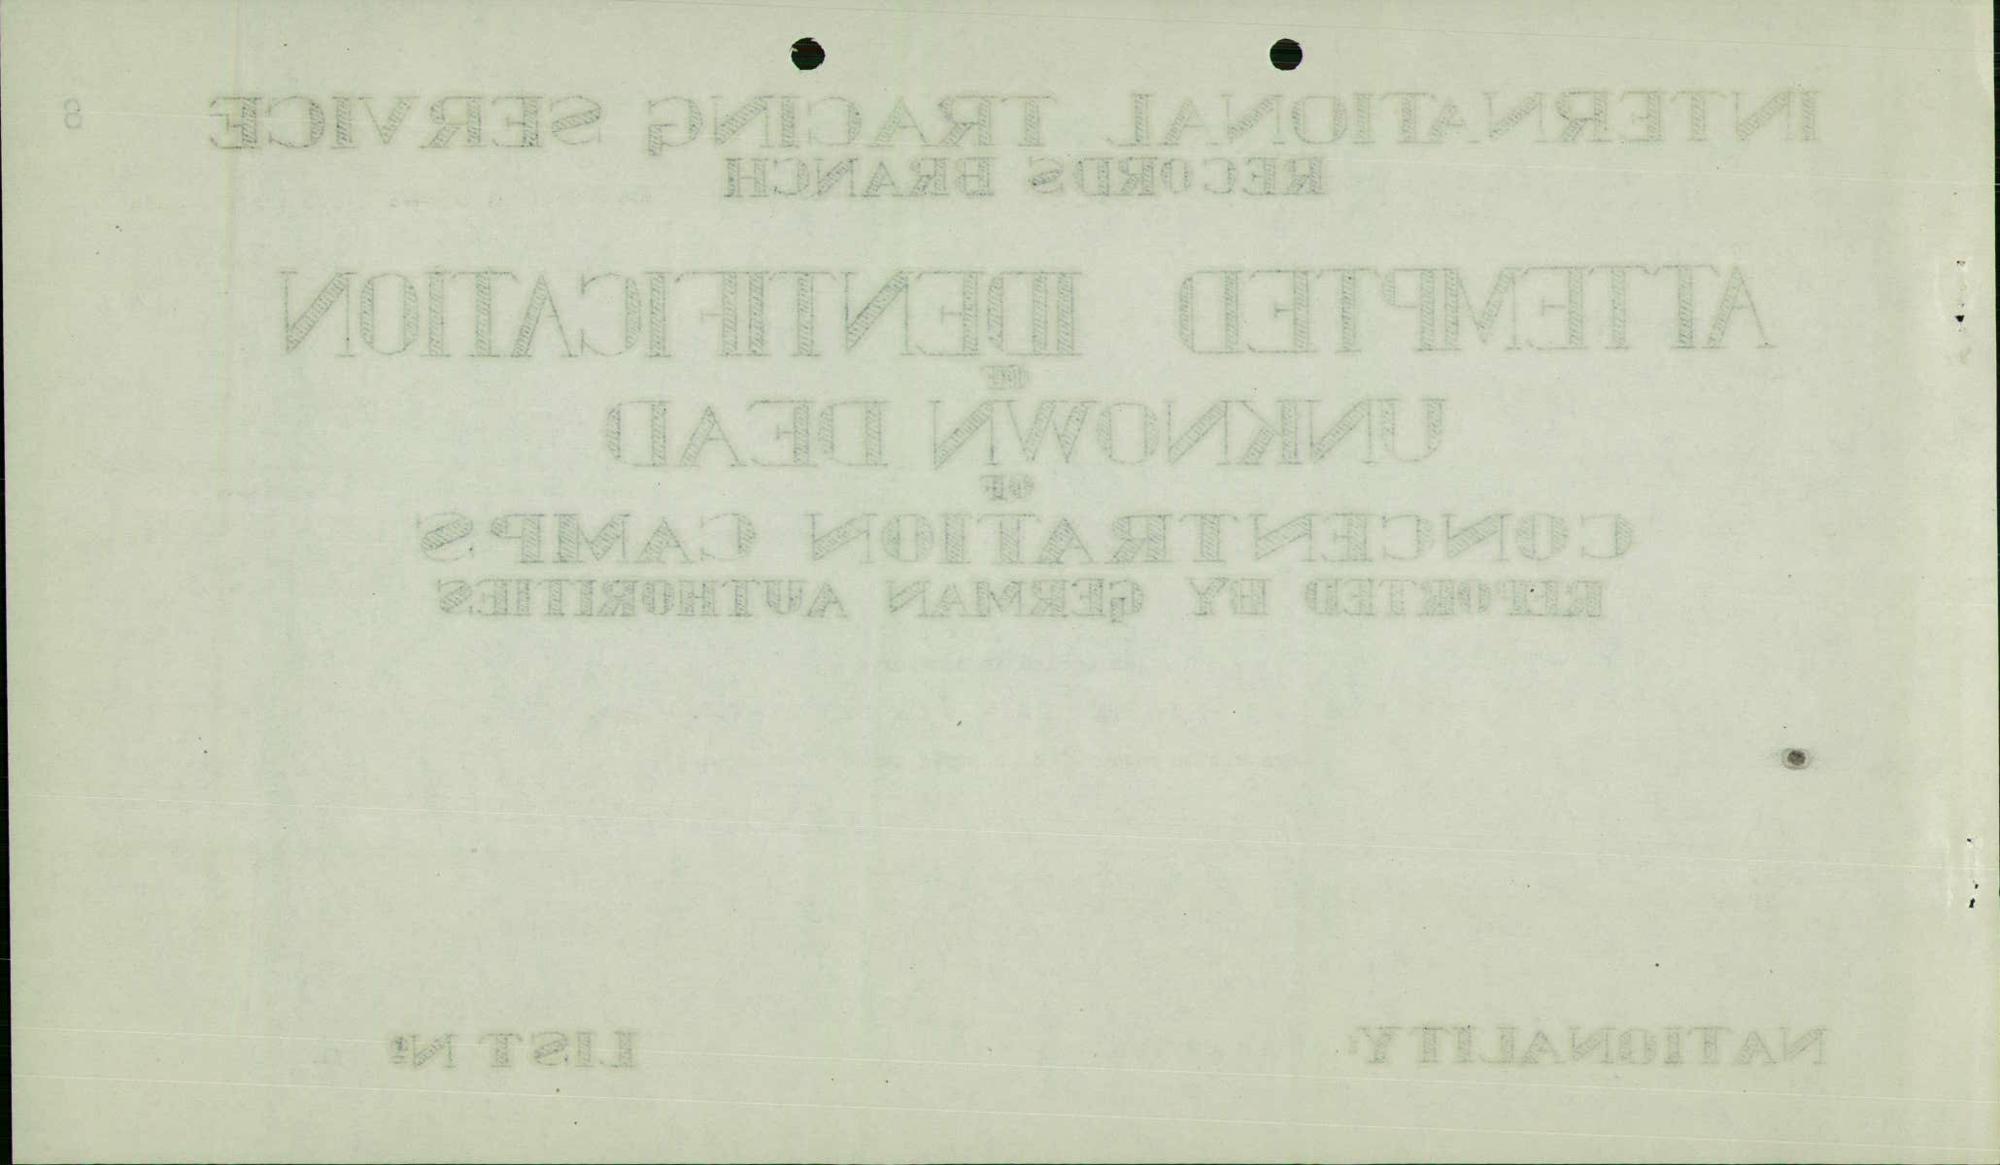 8
INTERNATIONAL TRACING SERVICE
RECORDS BRANCH
ATTEMPTED IDENTIFICATION
OF
UNKNOWN DEAD
OF
CONCENTRATION CAMPS
REPORTED BY GERMAN AUTHORITIES
NATIONALITY: LIST Nº